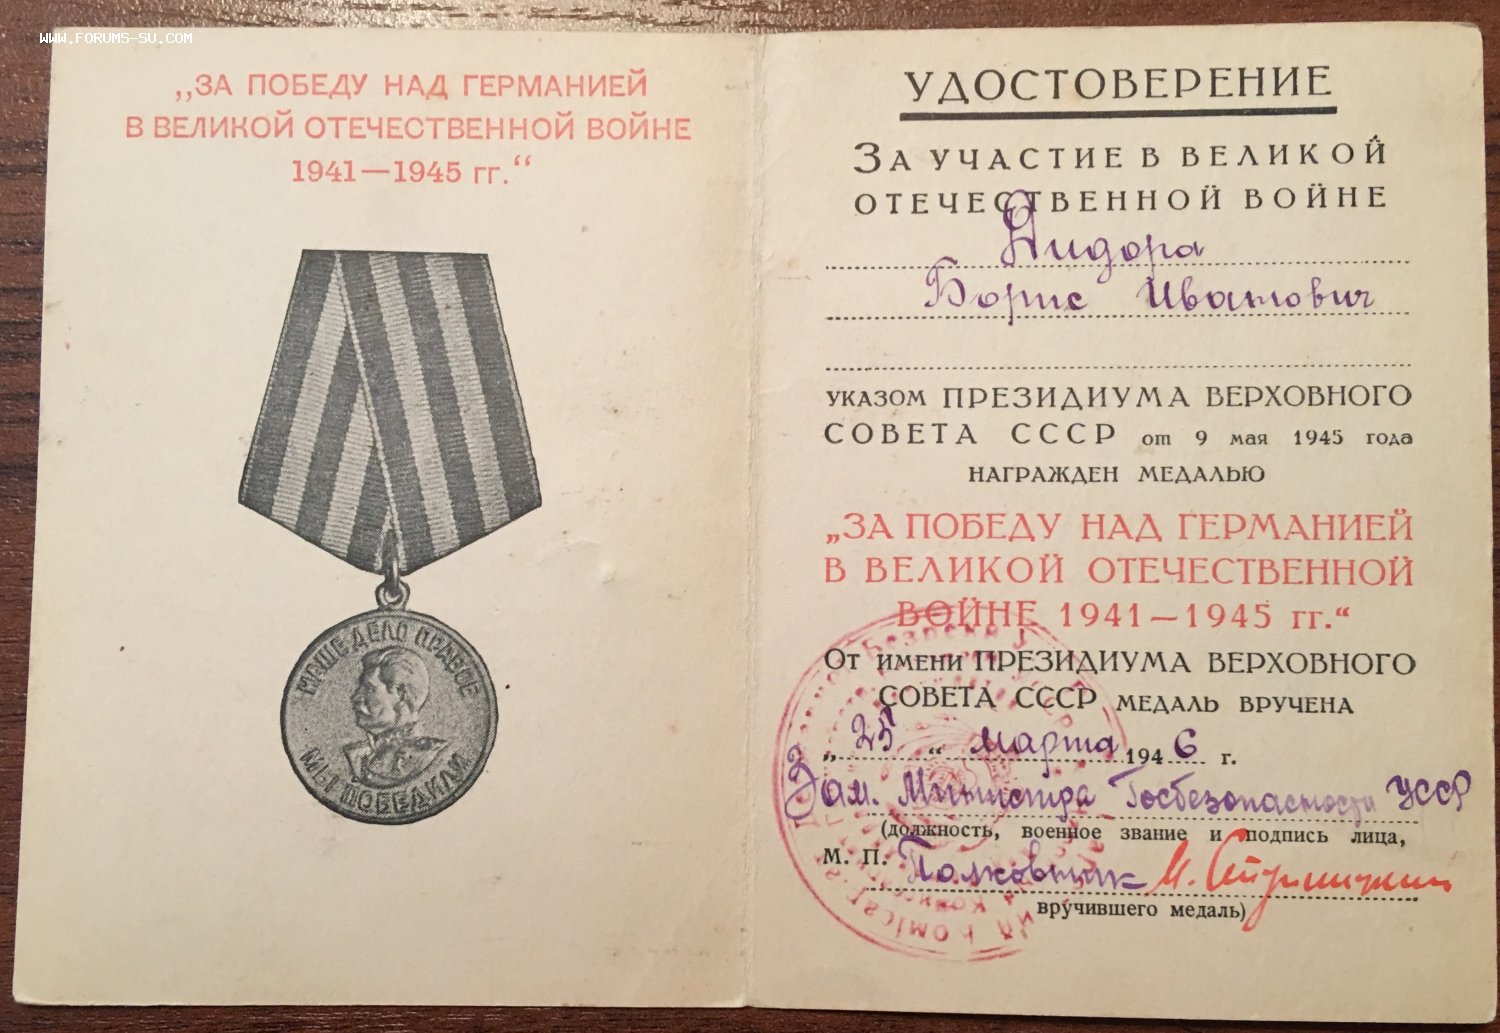 WWW.FORUMS-SU.COM
„ЗА ПОБЕДУ НАД ГЕРМАНИЕЙ
В ВЕЛИКОЙ ОТЕЧЕСТВЕННОЙ ВОЙНЕ
1941—1945 гг.“
НАШЕ ДЕЛО ПРАВОЕ
МЫ ПОБЕДИЛИ
УДОСТОВЕРЕНИЕ
ЗА УЧАСТИЕ В ВЕЛИКОЙ
ОТЕЧЕСТВЕННОЙ ВОЙНЕ
Борис Иванович
УКАЗОМ ПРЕЗИДИУМА ВЕРХОВНОГО
СОВЕТА СССР от 9 мая 1945 года
НАГРАЖДЕН МЕДАЛЬЮ
„ЗА ПОБЕДУ НАД ГЕРМАНИЕЙ
В ВЕЛИКОЙ ОТЕЧЕСТВЕННОЙ
ВОЙНЕ 1941—1945 гг.“
ОТ ИМЕНИ ПРЕЗИДИУМА ВЕРХОВНОГО
СОВЕТА СССР МЕДАЛЬ ВРУЧЕНА
„ 25 “ марта 1946 г.
Зам. Министра Госбезопасности УССР
(должность, военное звание и подпись лица,
М. П. Полковник М.
вручившего медаль)